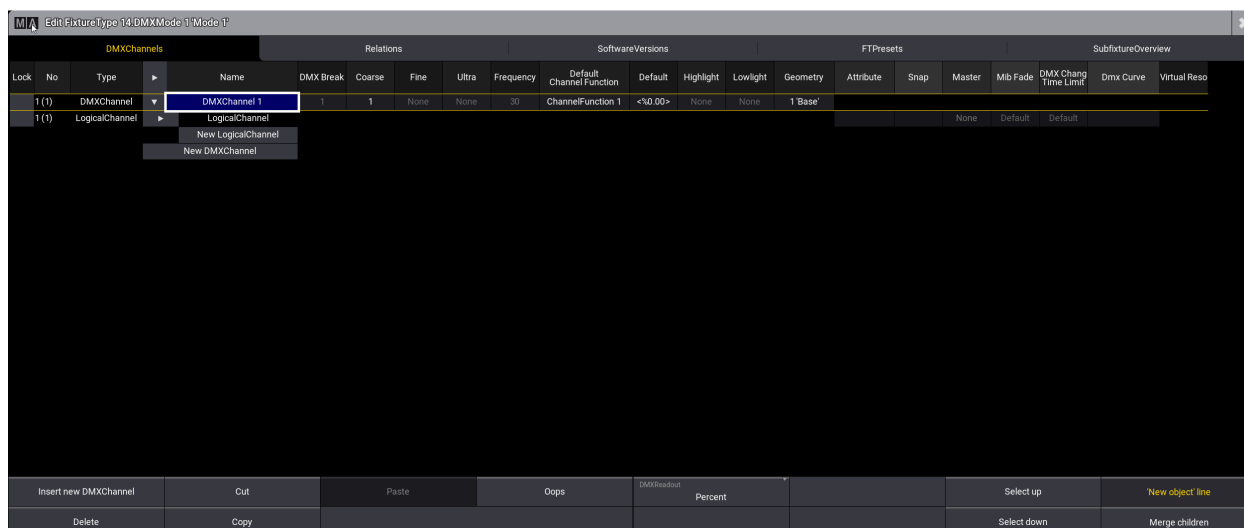 MA Edit FixtureType 14.DMXMode 1 'Mode 1'
DMXChannels Relations SoftwareVersions FTPresets SubfixtureOverview
Lock No Type Name DMX Break Coarse Fine Ultra Frequency Default Channel Function Default Highlight Lowlight Geometry Attribute Snap Master Mib Fade DMX Chang Time Limit Dmx Curve Virtual Reso
1 (1) DMXChannel DMXChannel 1 1 1 None None 30 ChannelFunction 1 <%0.00> None None 1 'Base'
1 (1) LogicalChannel LogicalChannel None Default Default
New LogicalChannel
New DMXChannel
Insert new DMXChannel Cut Paste Oops DMXReadout Percent Select up 'New object' line
Delete Copy Select down Merge children